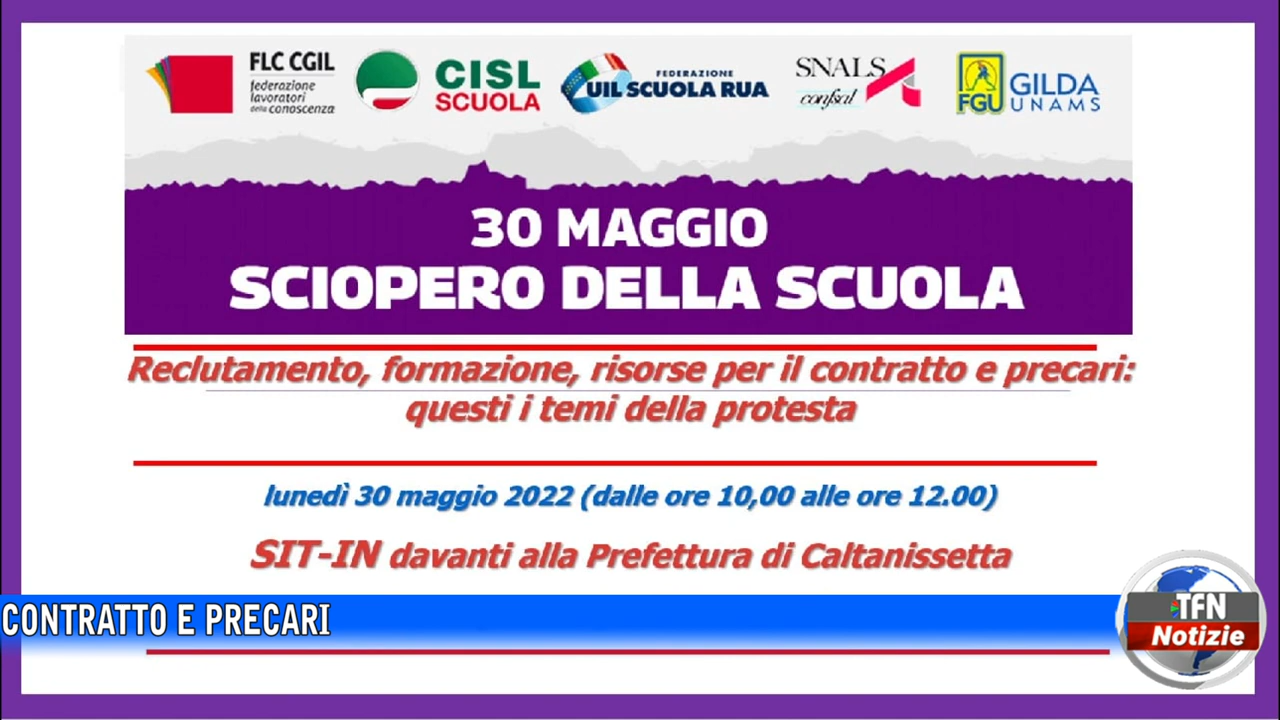 FLC CGIL
federazione
lavoratori
della conoscenza
CISL
SCUOLA
FEDERAZIONE
UIL SCUOLA RUA
SNALS
confsal
FGU
GILDA
UNAMS
30 MAGGIO
SCIOPERO DELLA SCUOLA
Reclutamento, formazione, risorse per il contratto e precari:
questi i temi della protesta
lunedì 30 maggio 2022 (dalle ore 10,00 alle ore 12.00)
SIT-IN davanti alla Prefettura di Caltanissetta
CONTRATTO E PRECARI
TFN
Notizie